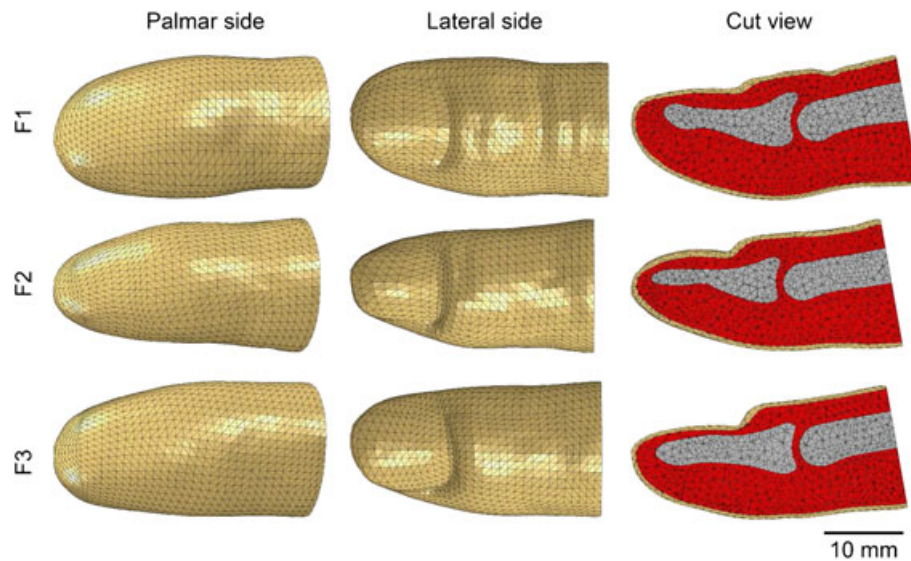 Palmar side
Lateral side
Cut view
F1
F2
F3
10 mm